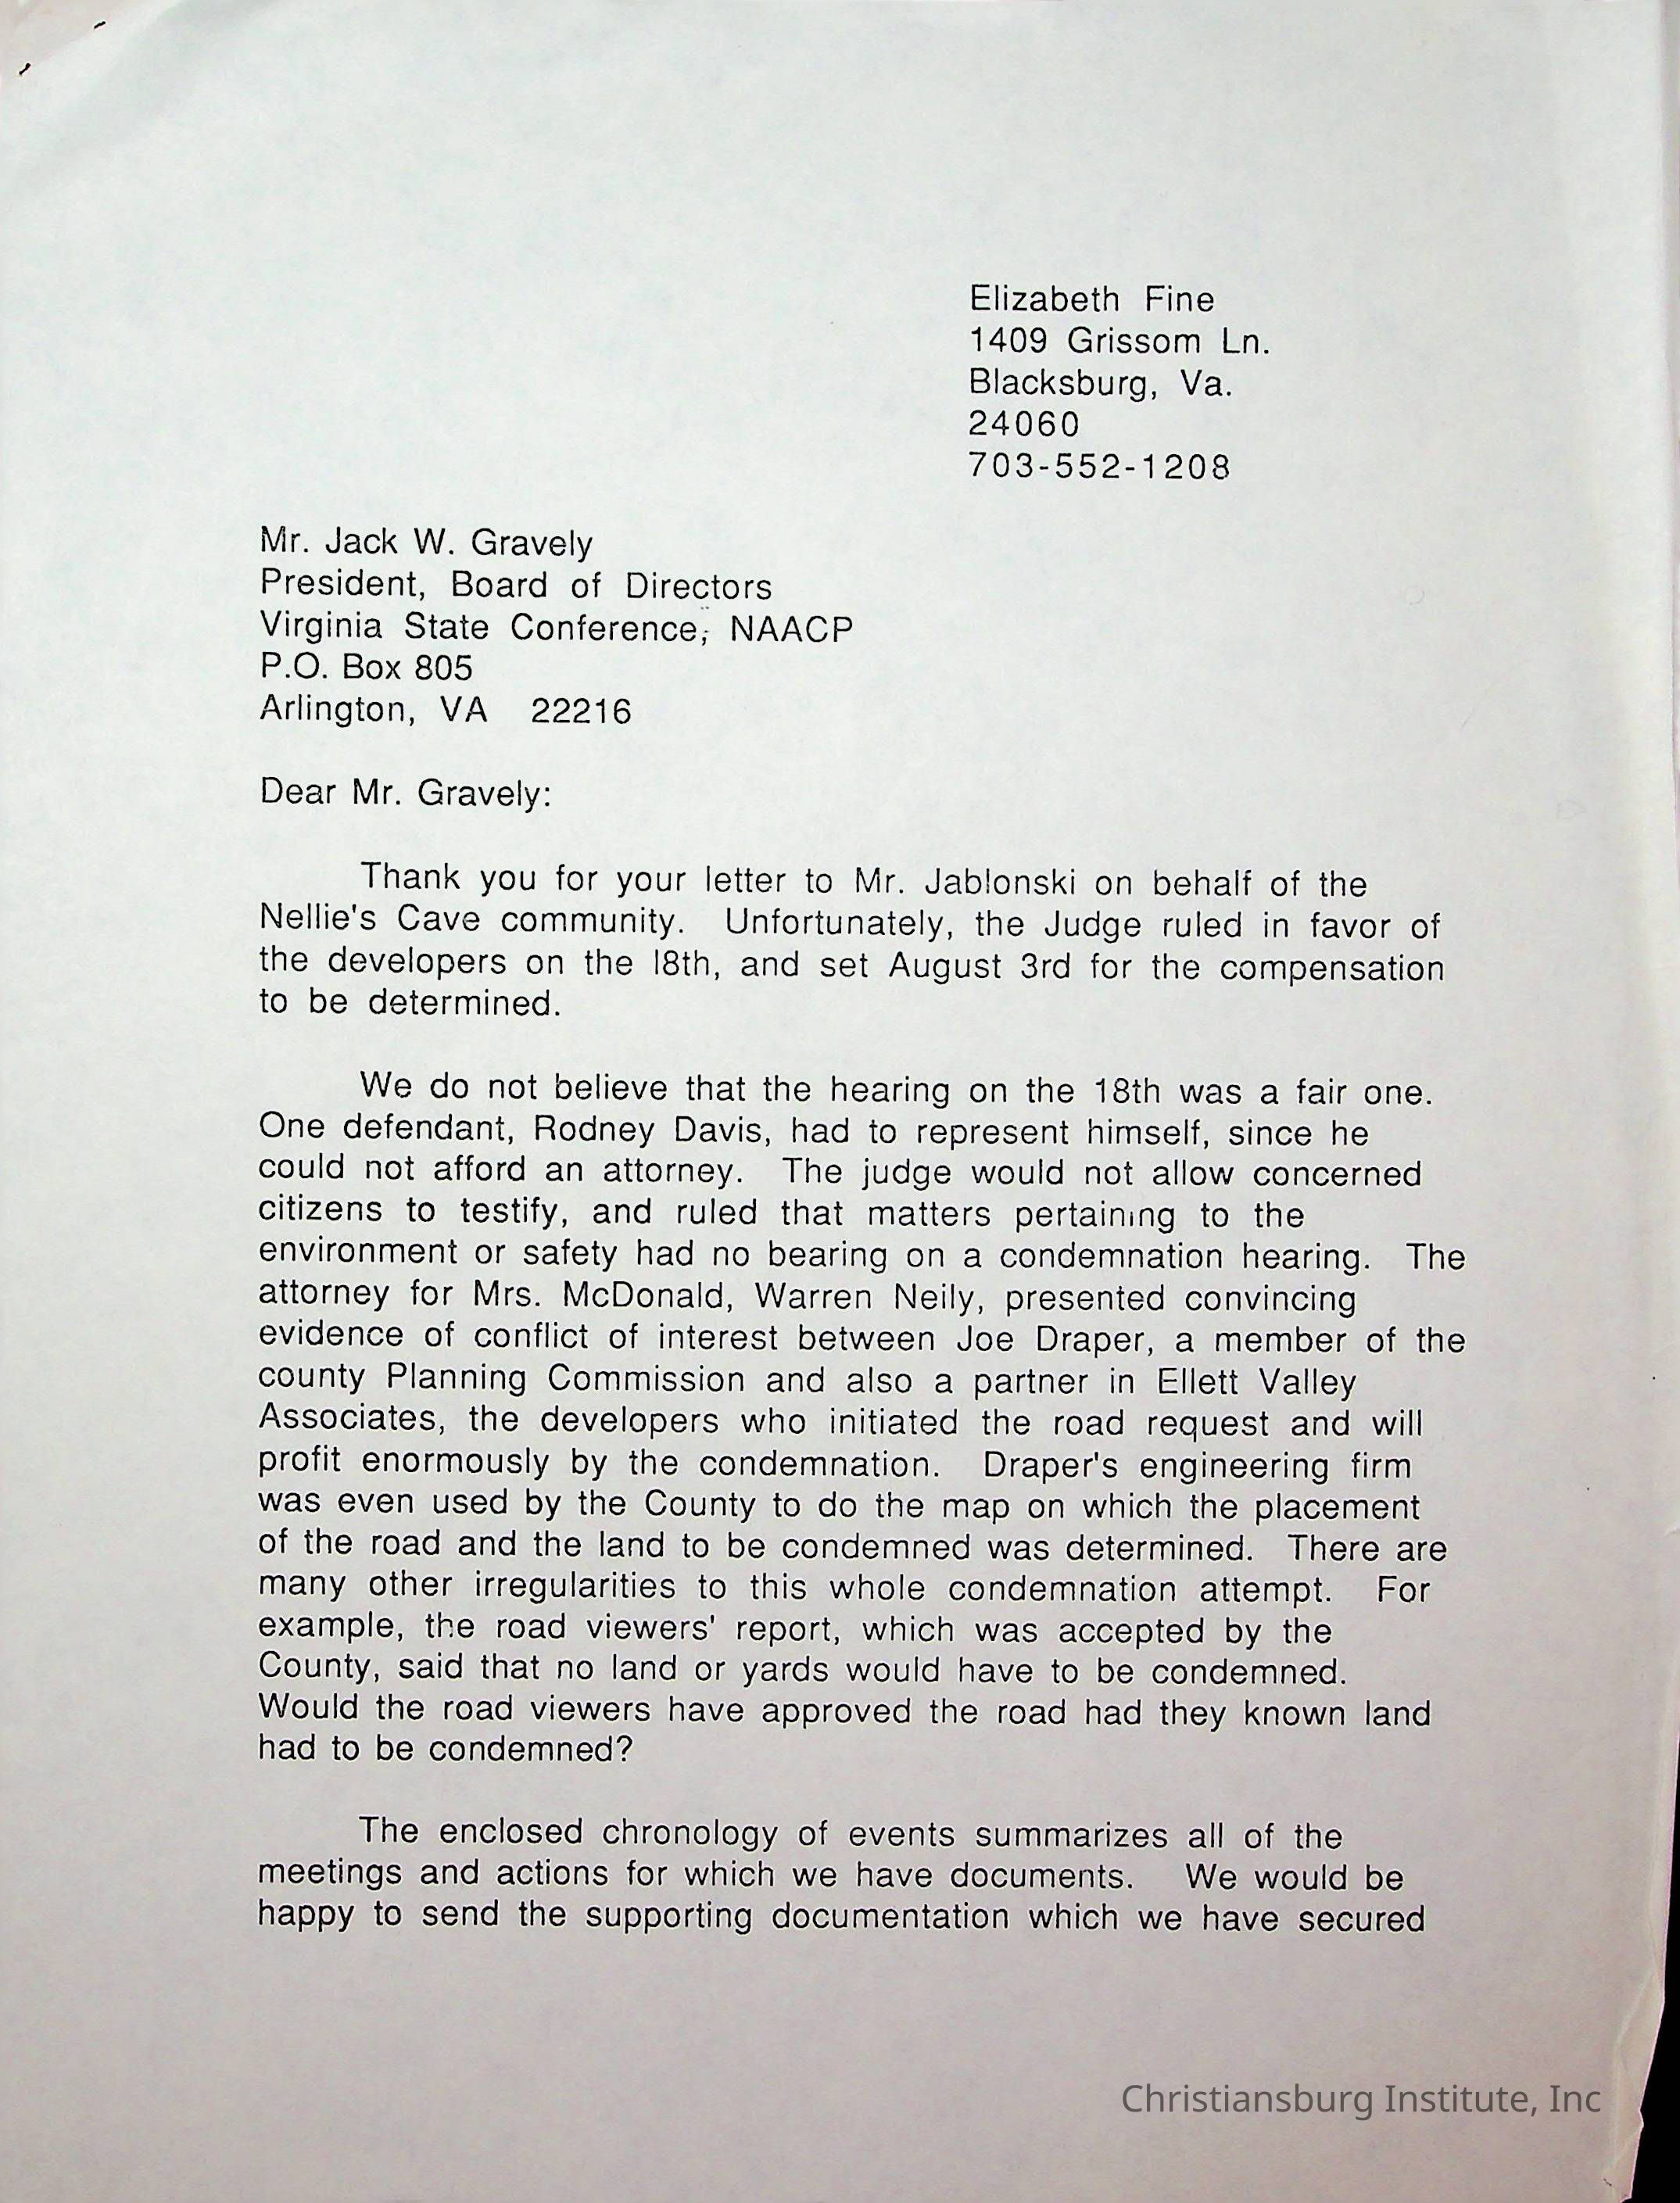 Elizabeth Fine
1409 Grissom Ln.
Blacksburg, Va.
24060
703-552-1208
Mr. Jack W. Gravely
President, Board of Directors
Virginia State Conference, NAACP
P.O. Box 805
Arlington, VA 22216
Dear Mr. Gravely:
Thank you for your letter to Mr. Jablonski on behalf of the
Nellie's Cave community. Unfortunately, the Judge ruled in favor of
the developers on the l8th, and set August 3rd for the compensation
to be determined.
We do not believe that the hearing on the 18th was a fair one.
One defendant, Rodney Davis, had to represent himself, since he
could not afford an attorney. The judge would not allow concerned
citizens to testify, and ruled that matters pertaining to the
environment or safety had no bearing on a condemnation hearing. The
attorney for Mrs. McDonald, Warren Neily, presented convincing
evidence of conflict of interest between Joe Draper, a member of the
county Planning Commission and also a partner in Ellett Valley
Associates, the developers who initiated the road request and will
profit enormously by the condemnation. Draper's engineering firm
was even used by the County to do the map on which the placement
of the road and the land to be condemned was determined. There are
many other irregularities to this whole condemnation attempt. For
example, the road viewers' report, which was accepted by the
County, said that no land or yards would have to be condemned.
Would the road viewers have approved the road had they known land
had to be condemned?
The enclosed chronology of events summarizes all of the
meetings and actions for which we have documents. We would be
happy to send the supporting documentation which we have secured
Christiansburg Institute, Inc